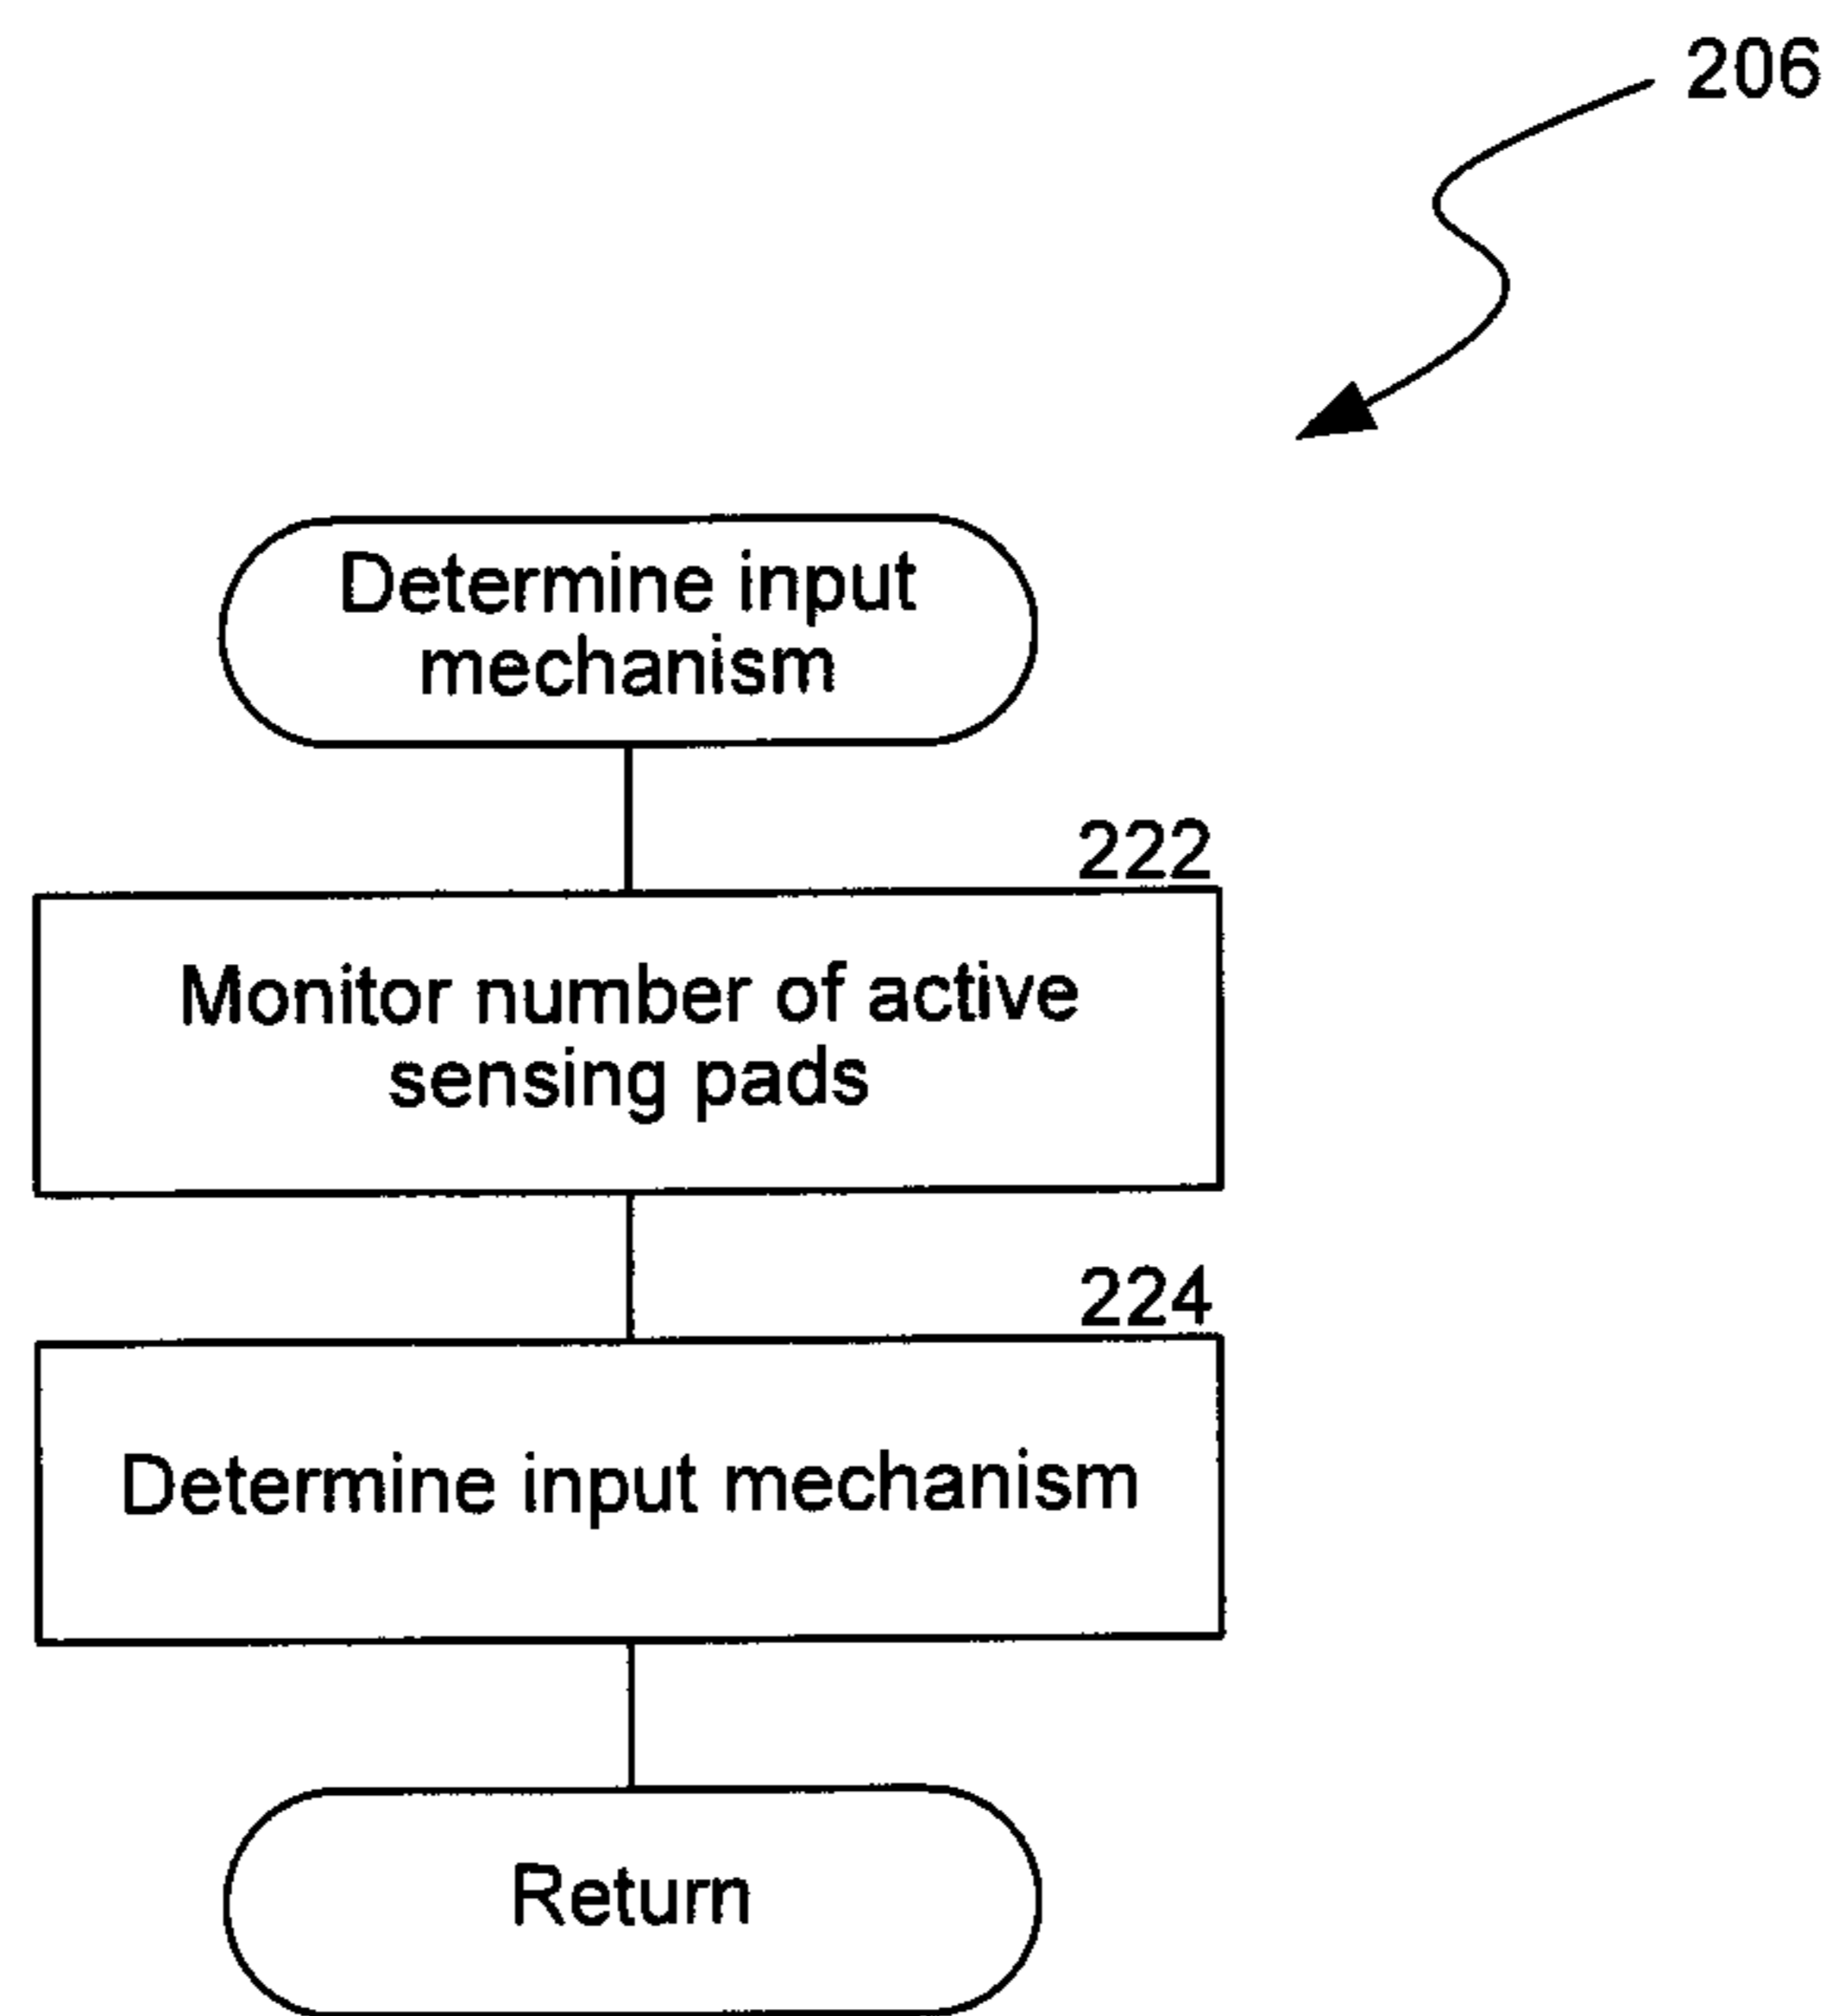 206
Determine input
mechanism
222
Monitor number of active
sensing pads
224
Determine input mechanism
Return